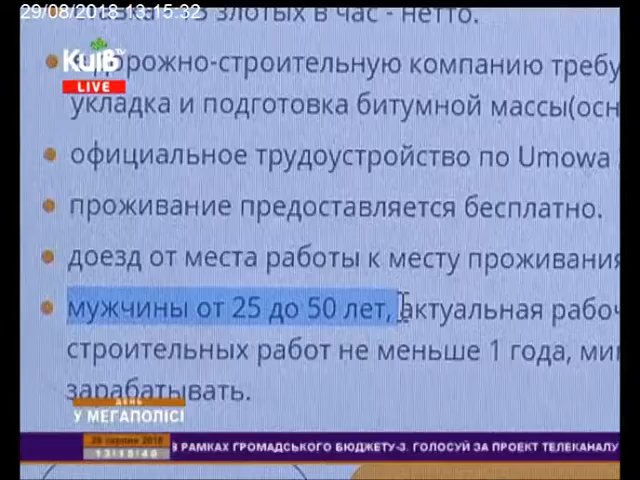 29/08/2018 13:15:32
13 злотых в час - нетто.
Київ TV
LIVE
дорожно-строительную компанию требу
укладка и подготовка битумной массы(осн
официальное трудоустройство по Umowa
проживание предоставляется бесплатно.
доезд от места работы к месту проживания
мужчины от 25 до 50 лет, актуальная рабоч
строительных работ не меньше 1 года, ми
зарабатывать.
ДЕНЬ
У МЕГАПОЛІСІ
29 серпня 2018
В РАМКАХ ГРОМАДСЬКОГО БЮДЖЕТУ-3. ГОЛОСУЙ ЗА ПРОЕКТ ТЕЛЕКАНАЛУ